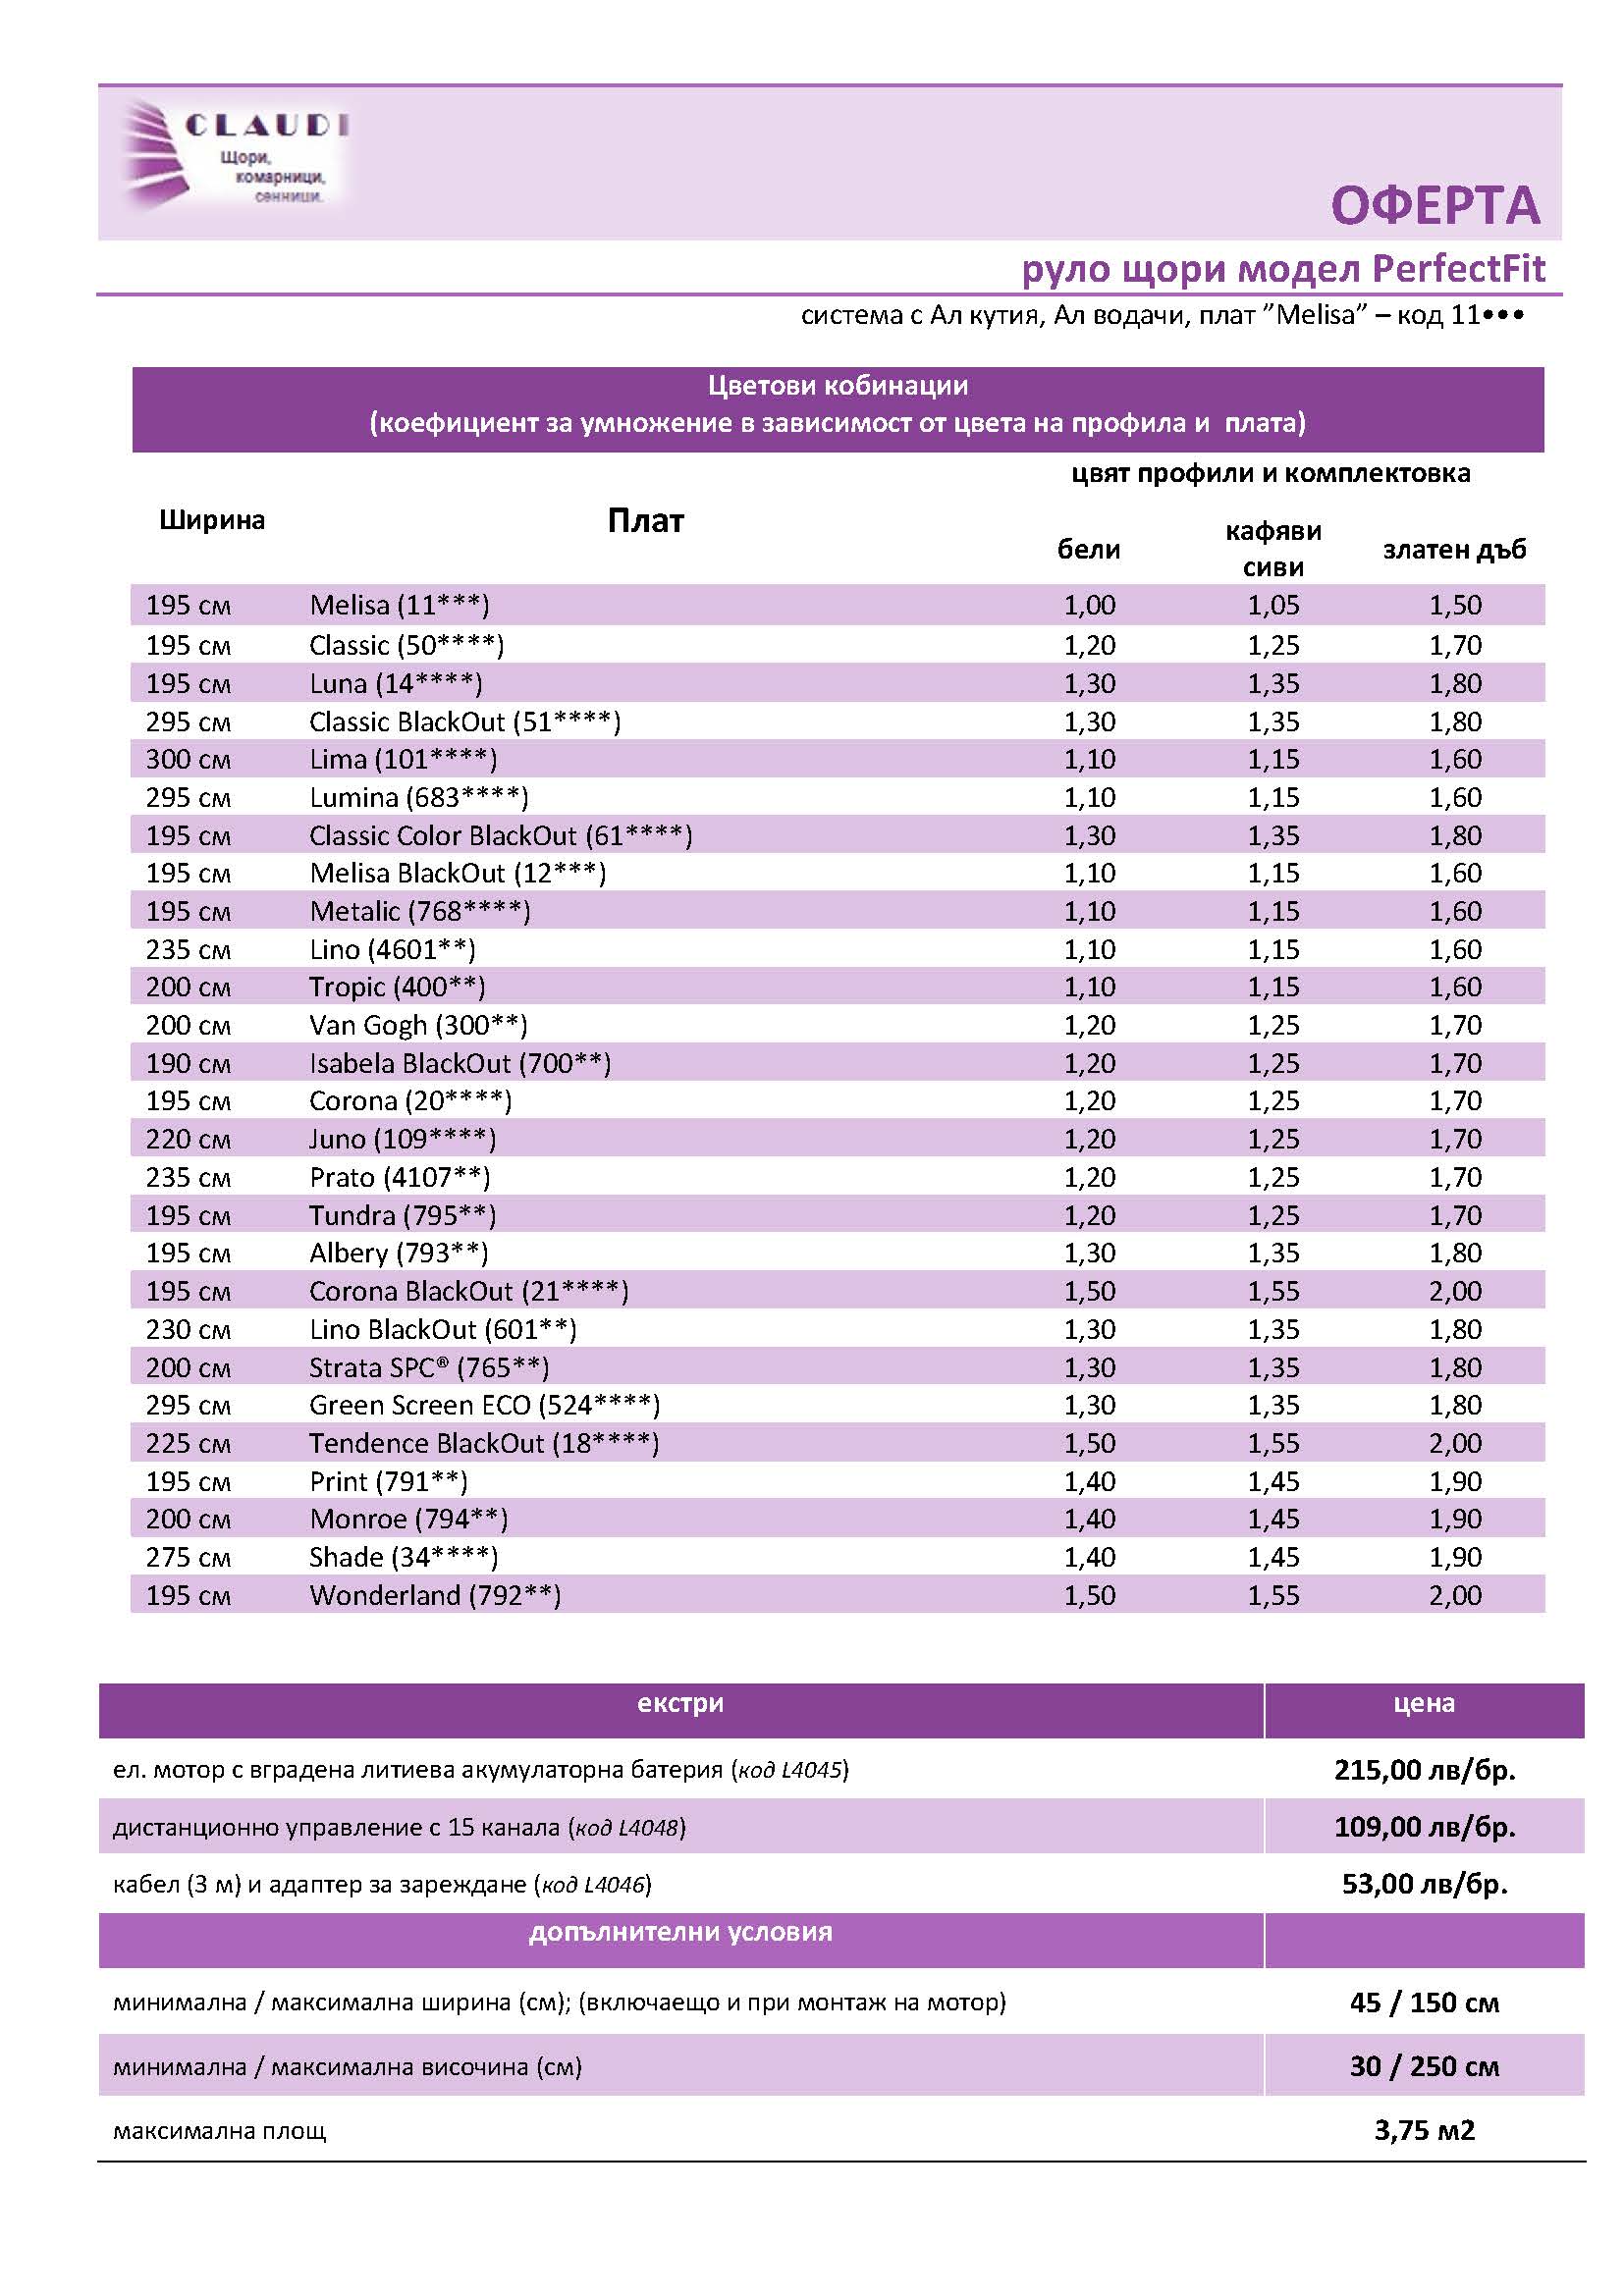 CLAUDI
Щори,
комарници,
сенници.
ОФЕРТА
руло щори модел PerfectFit
система с Ал кутия, Ал водачи, плат ”Melisa” – код 11•••
Цветови кобинации
(коефициент за умножение в зависимост от цвета на профила и плата)
цвят профили и комплектовка
Ширина Плат бели кафяви сиви златен дъб
195 см Melisa (11***) 1,00 1,05 1,50
195 см Classic (50****) 1,20 1,25 1,70
195 см Luna (14****) 1,30 1,35 1,80
295 см Classic BlackOut (51****) 1,30 1,35 1,80
300 см Lima (101****) 1,10 1,15 1,60
295 см Lumina (683****) 1,10 1,15 1,60
195 см Classic Color BlackOut (61****) 1,30 1,35 1,80
195 см Melisa BlackOut (12***) 1,10 1,15 1,60
195 см Metalic (768****) 1,10 1,15 1,60
235 см Lino (4601**) 1,10 1,15 1,60
200 см Tropic (400**) 1,10 1,15 1,60
200 см Van Gogh (300**) 1,20 1,25 1,70
190 см Isabela BlackOut (700**) 1,20 1,25 1,70
195 см Corona (20****) 1,20 1,25 1,70
220 см Juno (109****) 1,20 1,25 1,70
235 см Prato (4107**) 1,20 1,25 1,70
195 см Tundra (795**) 1,20 1,25 1,70
195 см Albery (793**) 1,30 1,35 1,80
195 см Corona BlackOut (21****) 1,50 1,55 2,00
230 см Lino BlackOut (601**) 1,30 1,35 1,80
200 см Strata SPC® (765**) 1,30 1,35 1,80
295 см Green Screen ECO (524****) 1,30 1,35 1,80
225 см Tendence BlackOut (18****) 1,50 1,55 2,00
195 см Print (791**) 1,40 1,45 1,90
200 см Monroe (794**) 1,40 1,45 1,90
275 см Shade (34****) 1,40 1,45 1,90
195 см Wonderland (792**) 1,50 1,55 2,00
екстри цена
ел. мотор с вградена литиева акумулаторна батерия (код L4045) 215,00 лв/бр.
дистанционно управление с 15 канала (код L4048) 109,00 лв/бр.
кабел (3 м) и адаптер за зареждане (код L4046) 53,00 лв/бр.
допълнителни условия
минимална / максимална ширина (см); (включаещо и при монтаж на мотор) 45 / 150 см
минимална / максимална височина (см) 30 / 250 см
максимална площ 3,75 м2